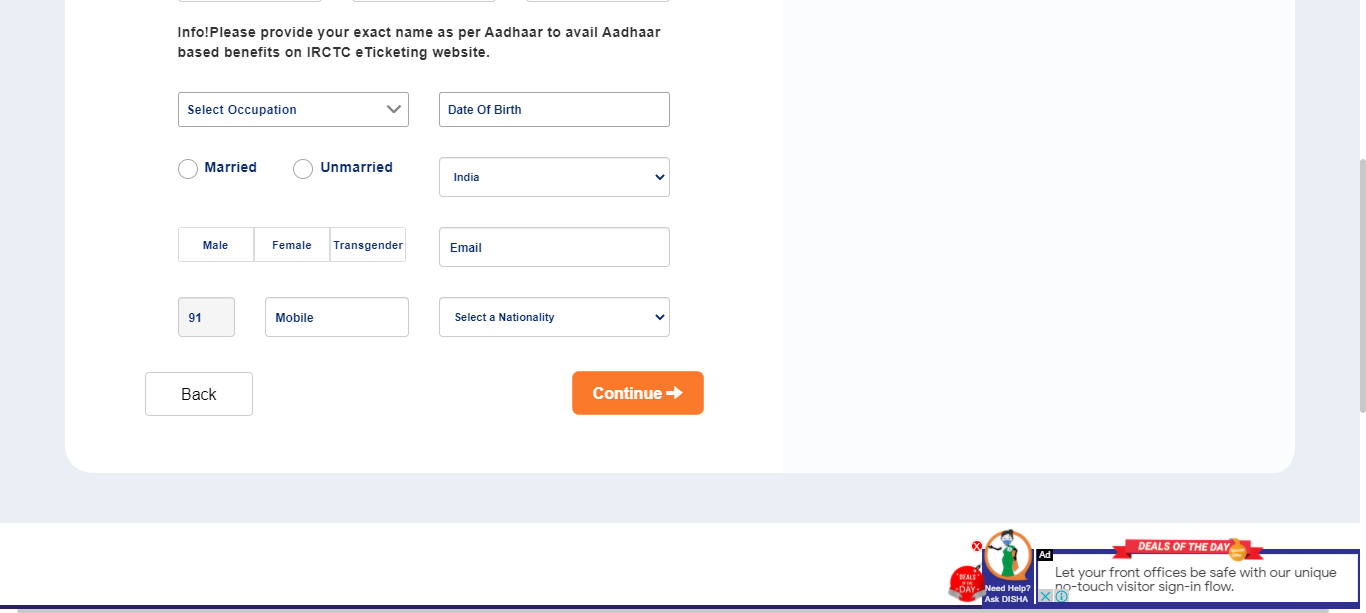 Info!Please provide your exact name as per Aadhaar to avail Aadhaar
based benefits on IRCTC eTicketing website.
Select Occupation
Date Of Birth
Married
Unmarried
India
Male
Female
Transgender
Email
91
Mobile
Select a Nationality
Back
Continue
DEALS OF THE DAY
Ad
Let your front offices be safe with our unique
no-touch visitor sign-in flow.
DEALS
OF THE
DAY
Need Help?
Ask DISHA